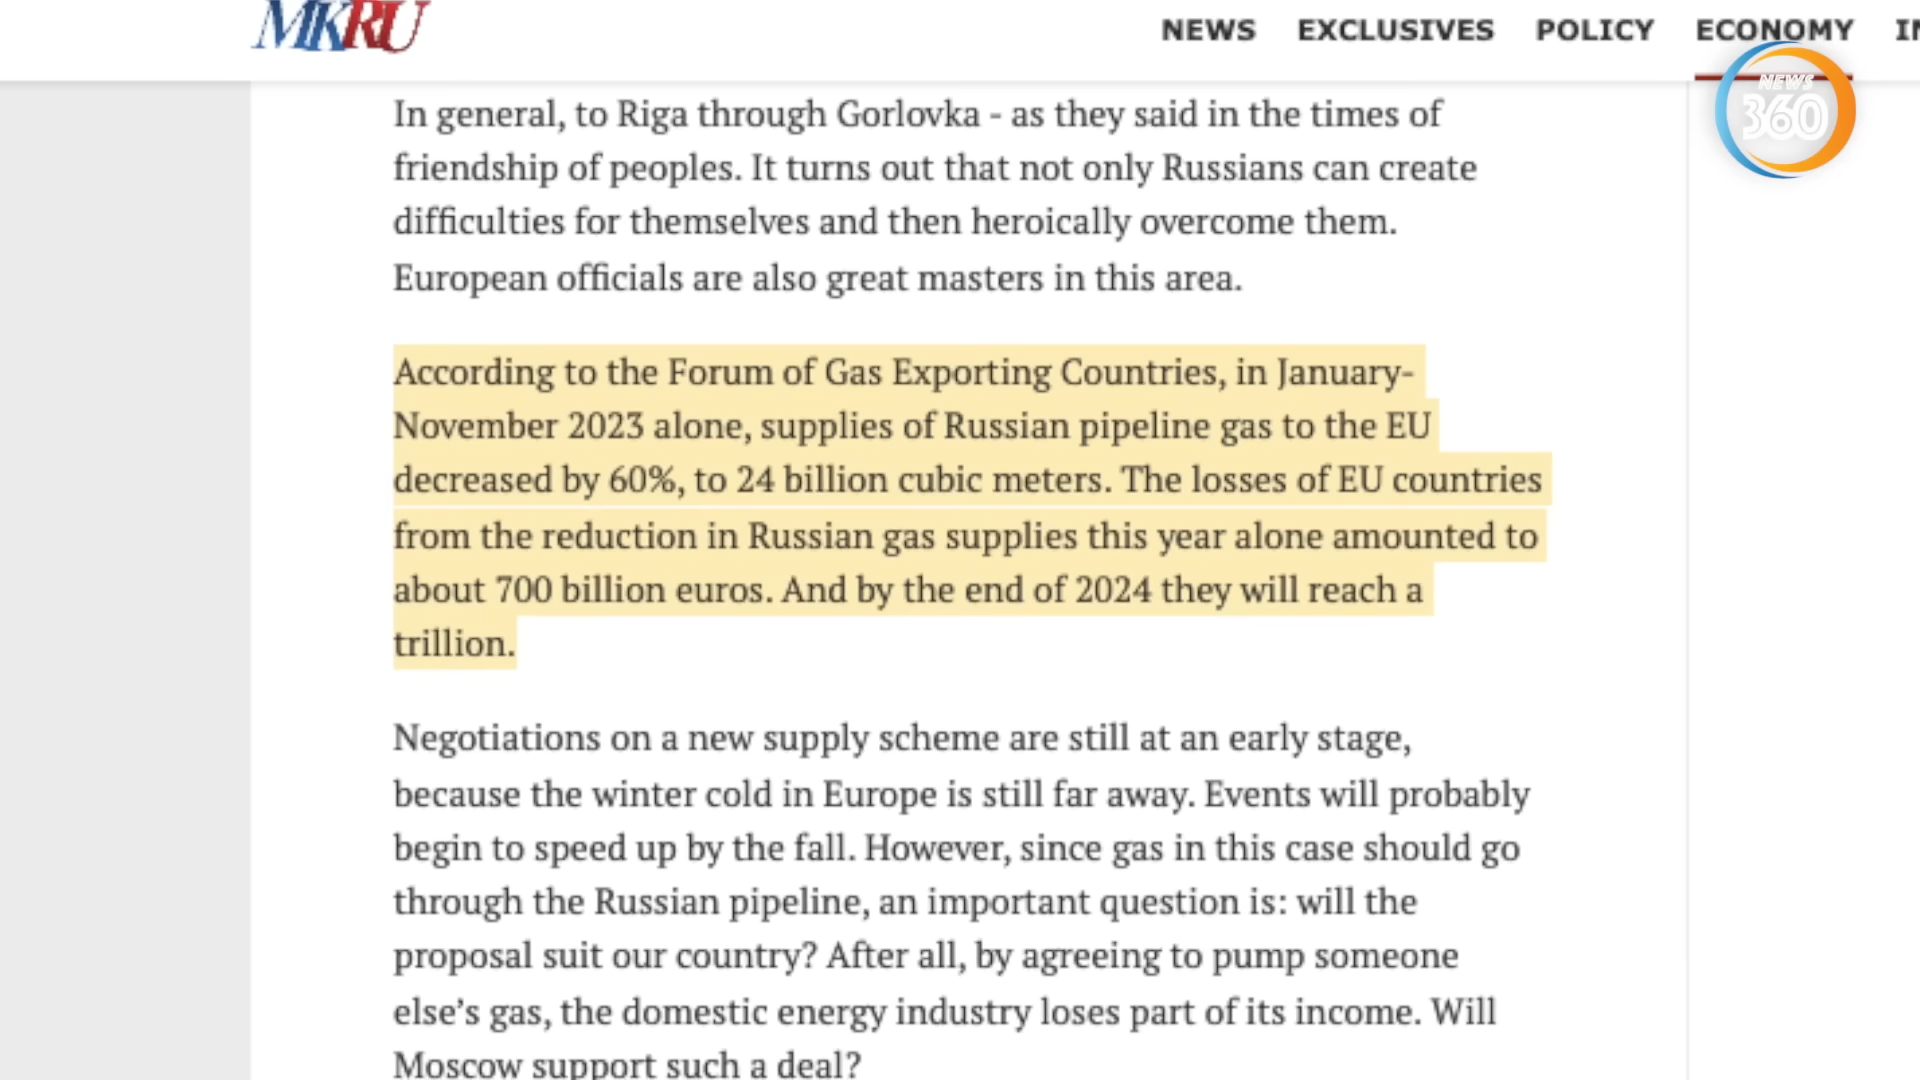 MKRU
NEWS EXCLUSIVES POLICY ECONOMY
NEWS
360
In general, to Riga through Gorlovka - as they said in the times of
friendship of peoples. It turns out that not only Russians can create
difficulties for themselves and then heroically overcome them.
European officials are also great masters in this area.
According to the Forum of Gas Exporting Countries, in January-
November 2023 alone, supplies of Russian pipeline gas to the EU
decreased by 60%, to 24 billion cubic meters. The losses of EU countries
from the reduction in Russian gas supplies this year alone amounted to
about 700 billion euros. And by the end of 2024 they will reach a
trillion.
Negotiations on a new supply scheme are still at an early stage,
because the winter cold in Europe is still far away. Events will probably
begin to speed up by the fall. However, since gas in this case should go
through the Russian pipeline, an important question is: will the
proposal suit our country? After all, by agreeing to pump someone
else’s gas, the domestic energy industry loses part of its income. Will
Moscow support such a deal?